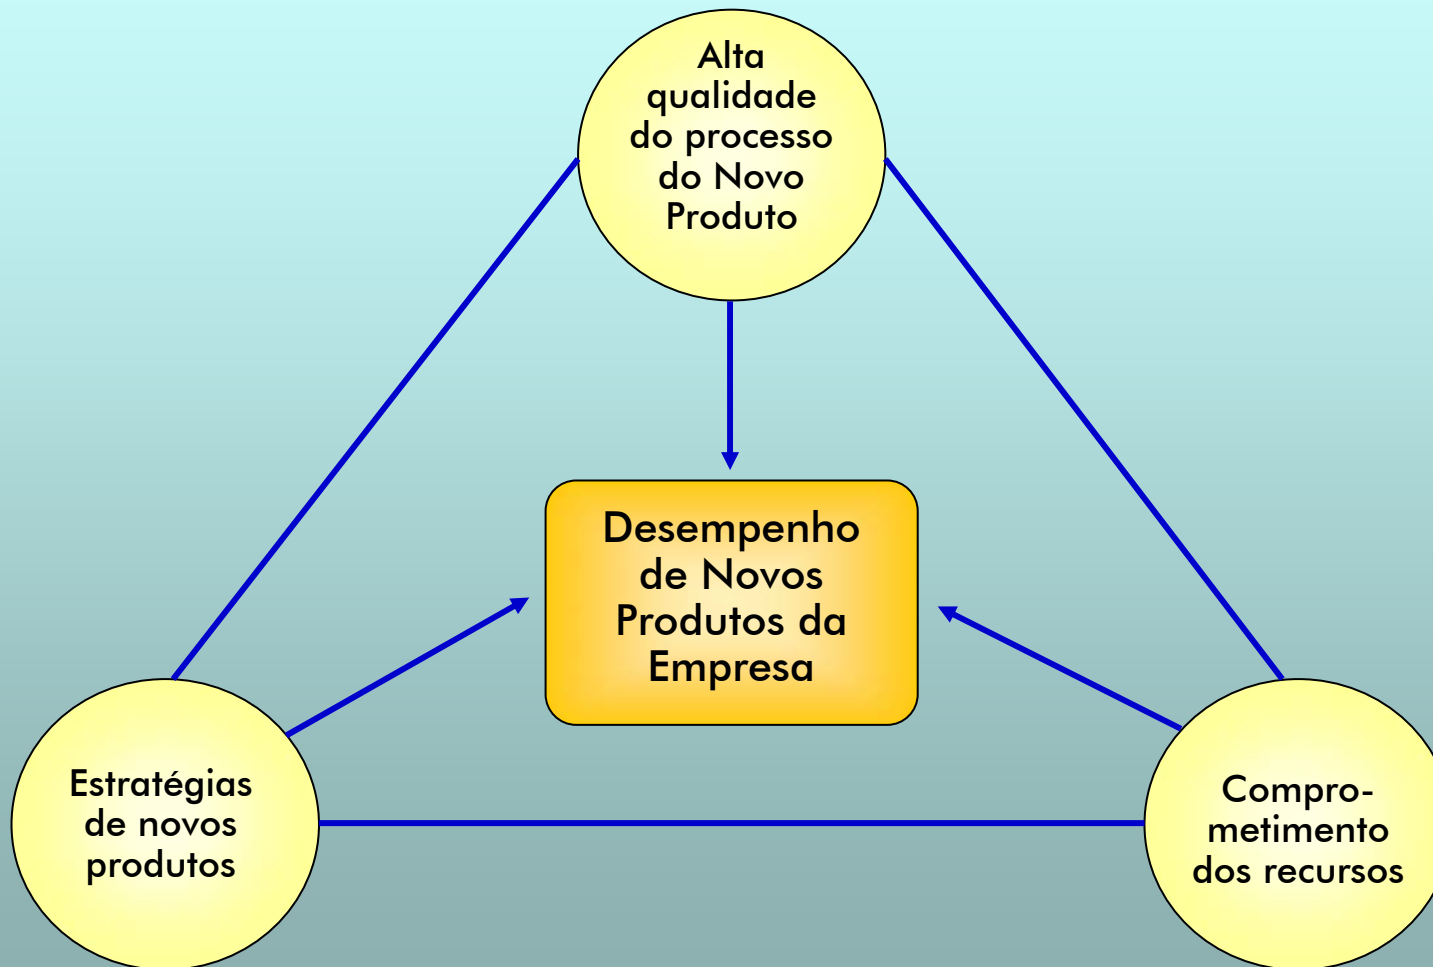 Alta
qualidade
do processo
do Novo
Produto
Desempenho
de Novos
Produtos da
Empresa
Estratégias
de novos
produtos
Compro-
metimento
dos recursos